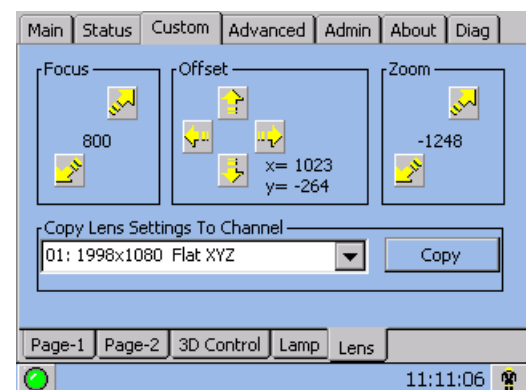 Main Status Custom Advanced Admin About Diag
Focus
800
Offset
x= 1023
y= -264
Zoom
-1248
Copy Lens Settings To Channel
01: 1998x1080 Flat XYZ
Copy
Page-1 Page-2 3D Control Lamp Lens
11:11:06